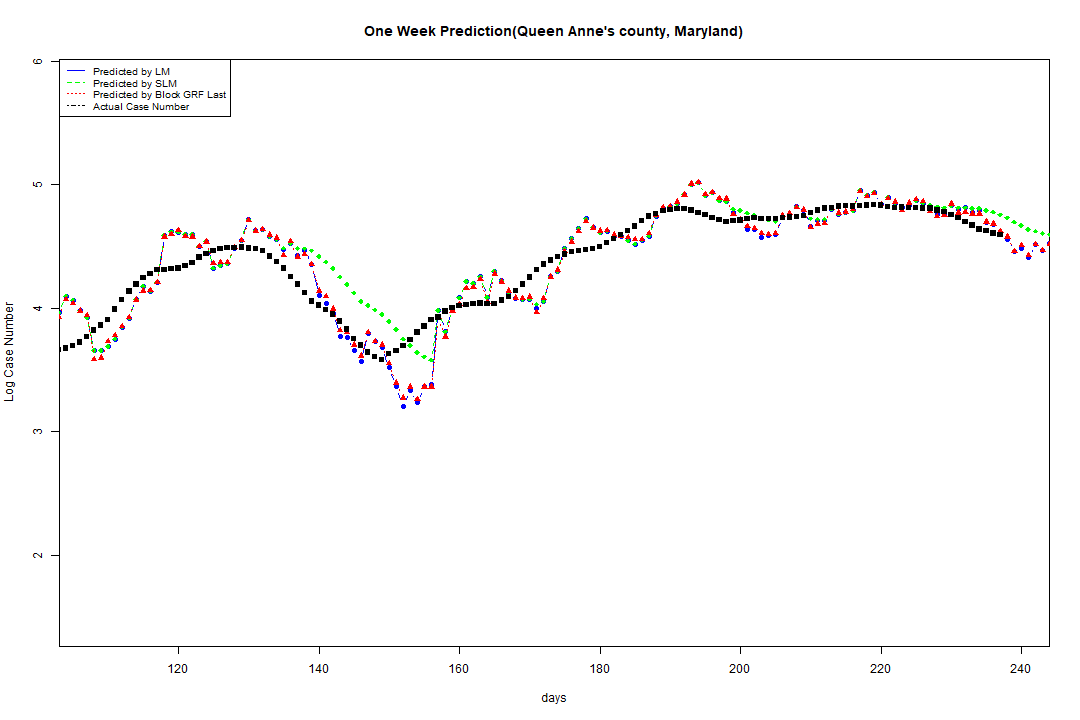 One Week Prediction(Queen Anne's county, Maryland)
6
Predicted by LM
Predicted by SLM
Predicted by Block GRF Last
Actual Case Number
5
4
3
2
Log Case Number
120 140 160 180 200 220 240
days